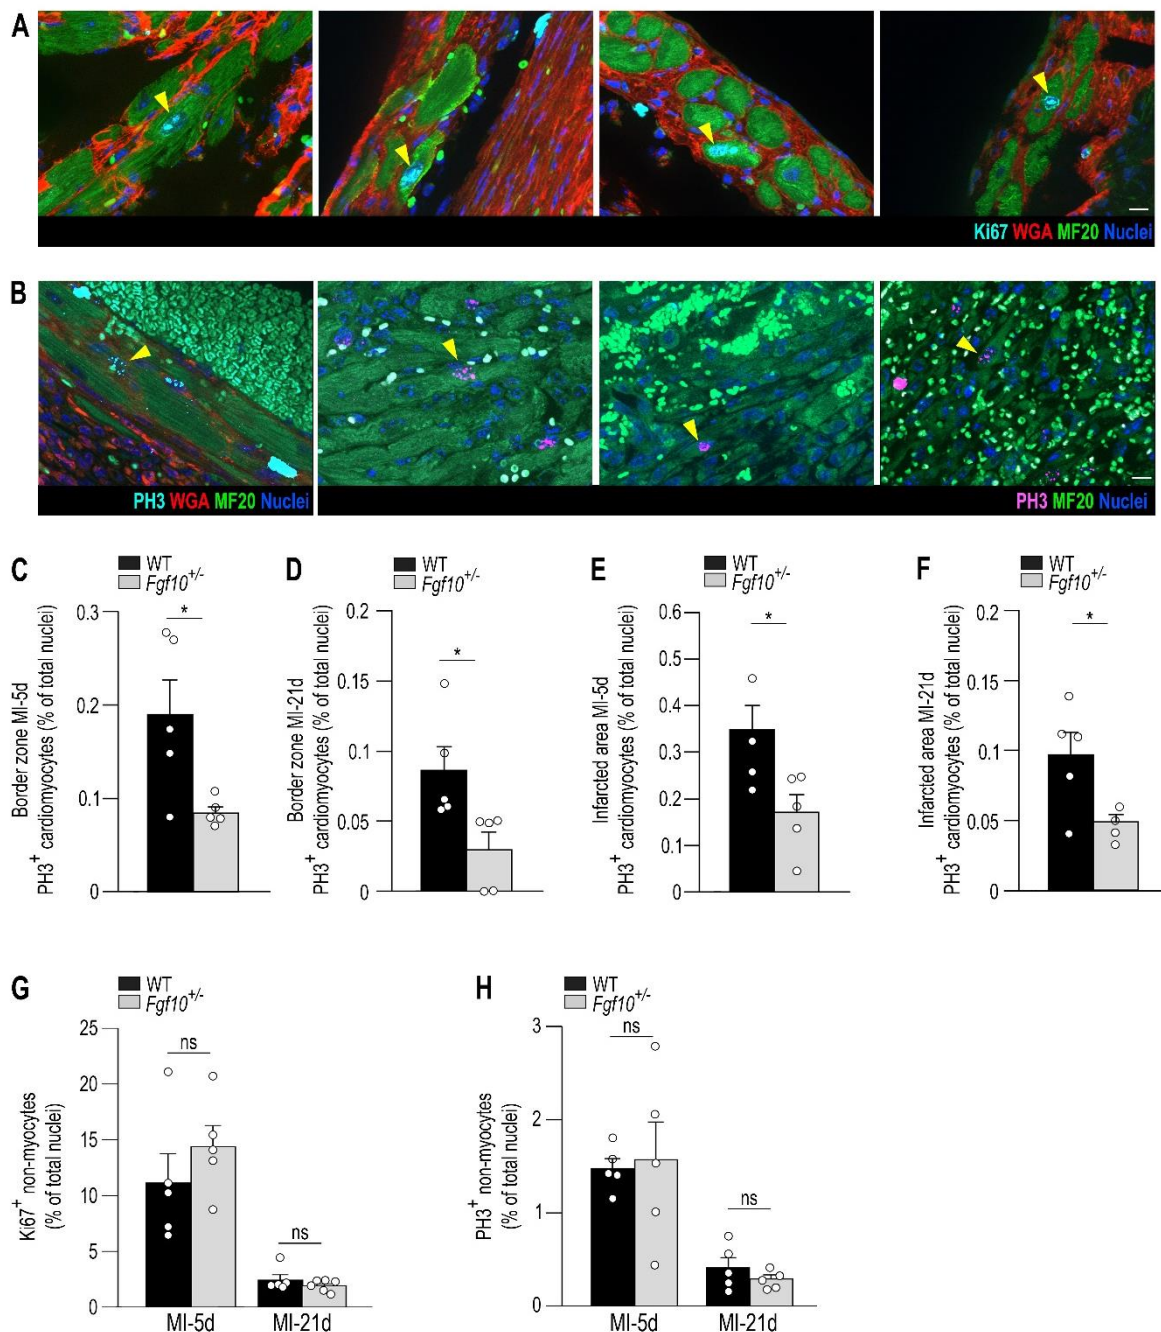 A
Ki67 WGA MF20 Nuclei
B
PH3 WGA MF20 Nuclei
PH3 MF20 Nuclei
C
WT
Fgf10+/-
Border zone MI-5d
PH3+ cardiomyocytes (% of total nuclei)
0.3
0.2
0.1
0
*
D
WT
Fgf10+/-
Border zone MI-21d
PH3+ cardiomyocytes (% of total nuclei)
0.2
0.15
0.1
0.05
0
*
E
WT
Fgf10+/-
Infarcted area MI-5d
PH3+ cardiomyocytes (% of total nuclei)
0.6
0.5
0.4
0.3
0.2
0.1
0
*
F
WT
Fgf10+/-
Infarcted area MI-21d
PH3+ cardiomyocytes (% of total nuclei)
0.2
0.15
0.1
0.05
0
*
G
WT
Fgf10+/-
Ki67+ non-myocytes
(% of total nuclei)
25
20
15
10
5
0
ns
ns
MI-5d MI-21d
H
WT
Fgf10+/-
PH3+ non-myocytes
(% of total nuclei)
3
2
1
0
ns
ns
MI-5d MI-21d